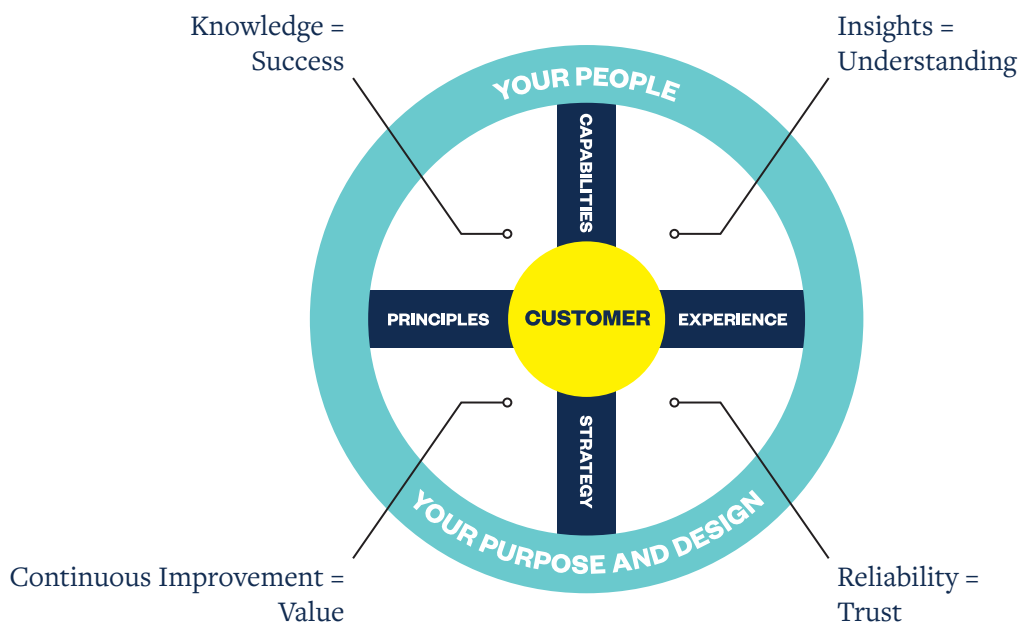 Knowledge =
Success
Insights =
Understanding
YOUR PEOPLE
CAPABILITIES
PRINCIPLES
CUSTOMER
EXPERIENCE
STRATEGY
YOUR PURPOSE AND DESIGN
Continuous Improvement =
Value
Reliability =
Trust